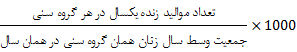 تعداد موالید زنده یکسال در هر گروه سنی
جمعیت وسط سال زنان همان گروه سنی در همان سال
×1000